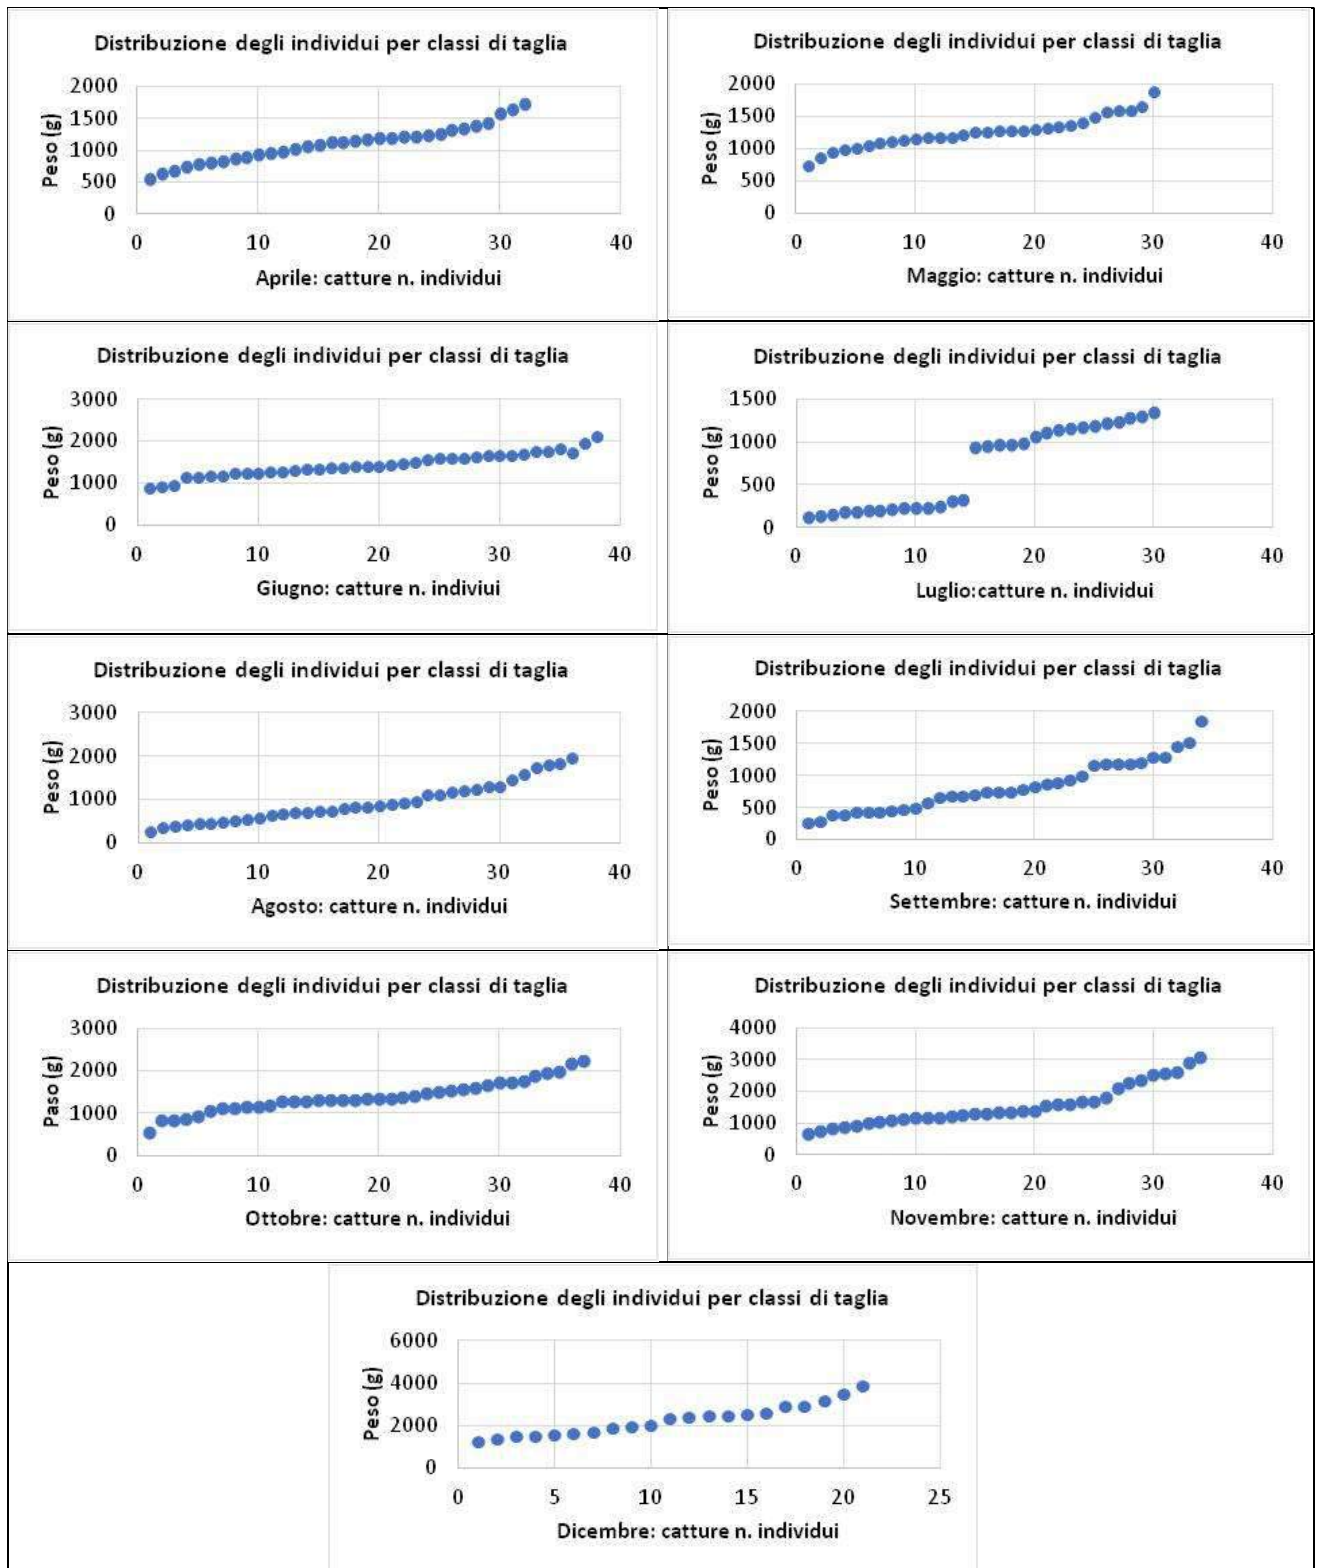 Distribuzione degli individui per classi di taglia
Peso (g)
2000
1500
1000
500
0
0 10 20 30 40
Aprile: catture n. individui
Distribuzione degli individui per classi di taglia
Peso (g)
2000
1500
1000
500
0
0 10 20 30 40
Maggio: catture n. individui
Distribuzione degli individui per classi di taglia
Peso (g)
3000
2000
1000
0
0 10 20 30 40
Giugno: catture n. indiviui
Distribuzione degli individui per classi di taglia
Peso (g)
1500
1000
500
0
0 10 20 30 40
Luglio:catture n. individui
Distribuzione degli individui per classi di taglia
Peso (g)
3000
2000
1000
0
0 10 20 30 40
Agosto: catture n. individui
Distribuzione degli individui per classi di taglia
Peso (g)
2000
1500
1000
500
0
0 10 20 30 40
Settembre: catture n. individui
Distribuzione degli individui per classi di taglia
Paso (g)
3000
2000
1000
0
0 10 20 30 40
Ottobre: catture n. individui
Distribuzione degli individui per classi di taglia
Peso (g)
4000
3000
2000
1000
0
0 10 20 30 40
Novembre: catture n. individui
Distribuzione degli individui per classi di taglia
Peso (g)
6000
4000
2000
0
0 5 10 15 20 25
Dicembre: catture n. individui